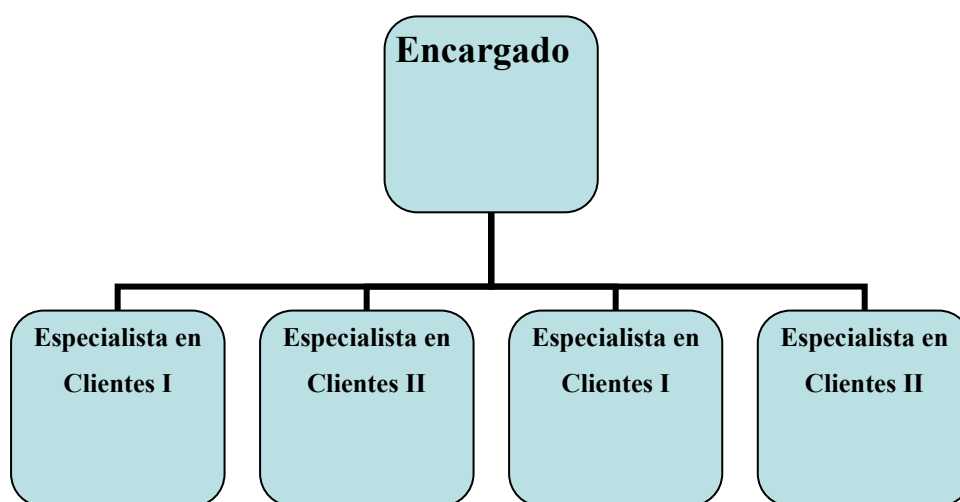 Encargado
Especialista en
Clientes I
Especialista en
Clientes II
Especialista en
Clientes I
Especialista en
Clientes II